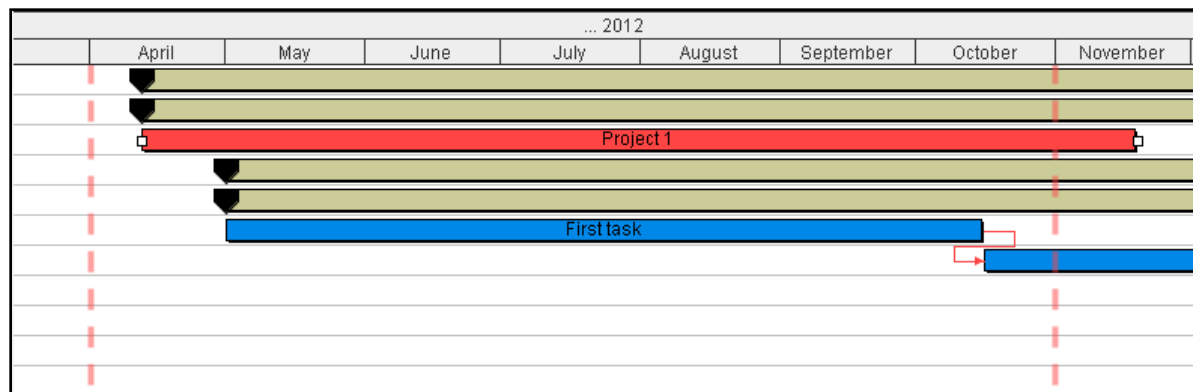 ... 2012
April May June July August September October November
Project 1
First task